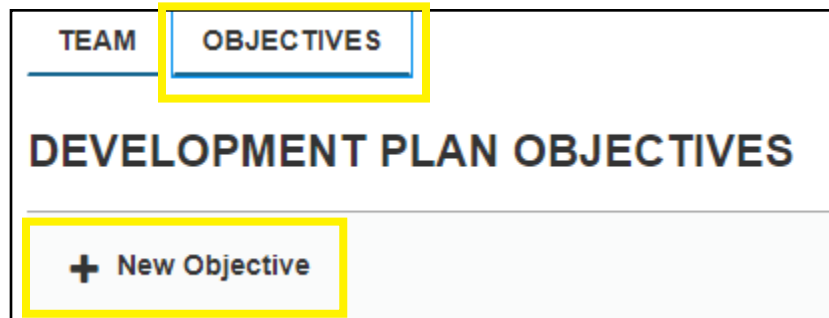 TEAM OBJECTIVES
DEVELOPMENT PLAN OBJECTIVES
+ New Objective